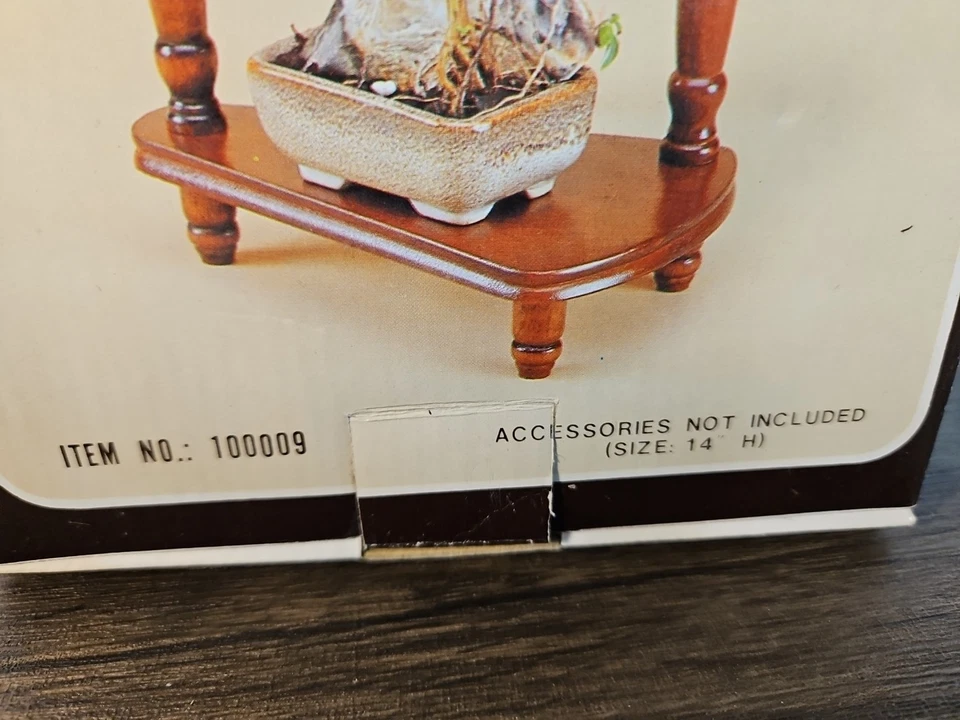 ITEM NO.: 100009
ACCESSORIES NOT INCLUDED
(SIZE: 14" H)